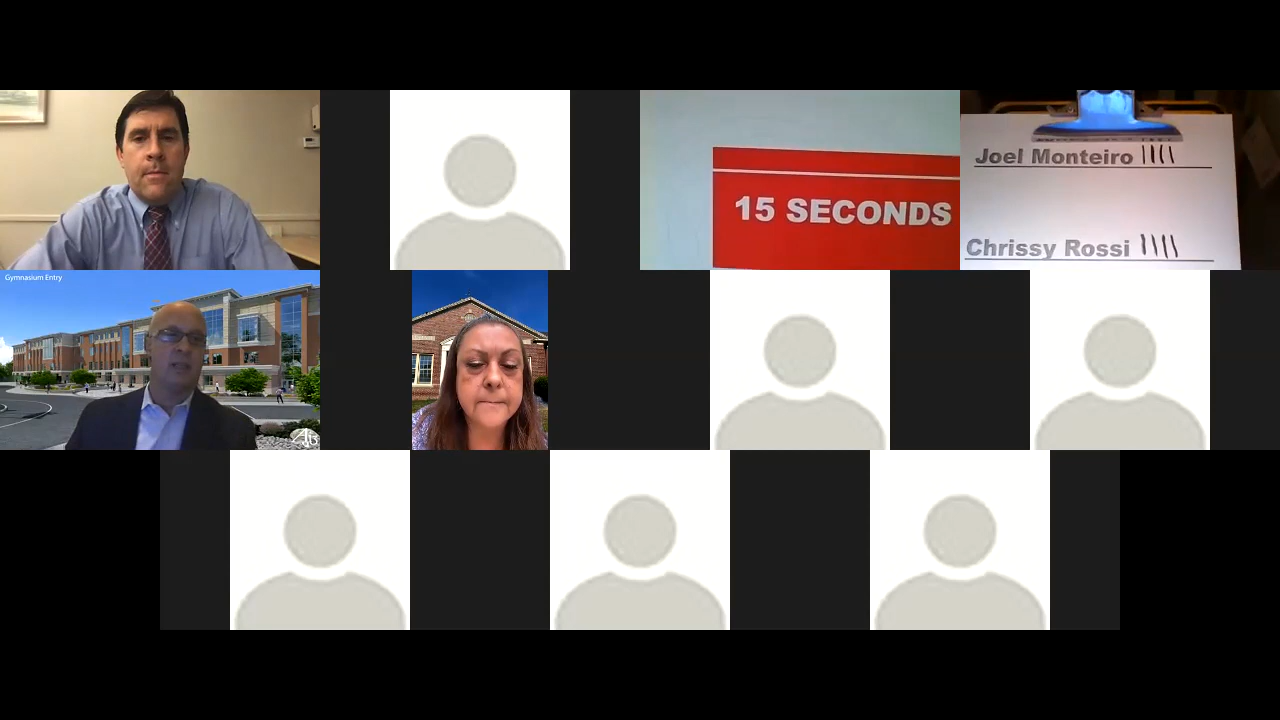 15 SECONDS
Joel Monteiro ||||
Chrissy Rossi ||||
Gymnasium Entry